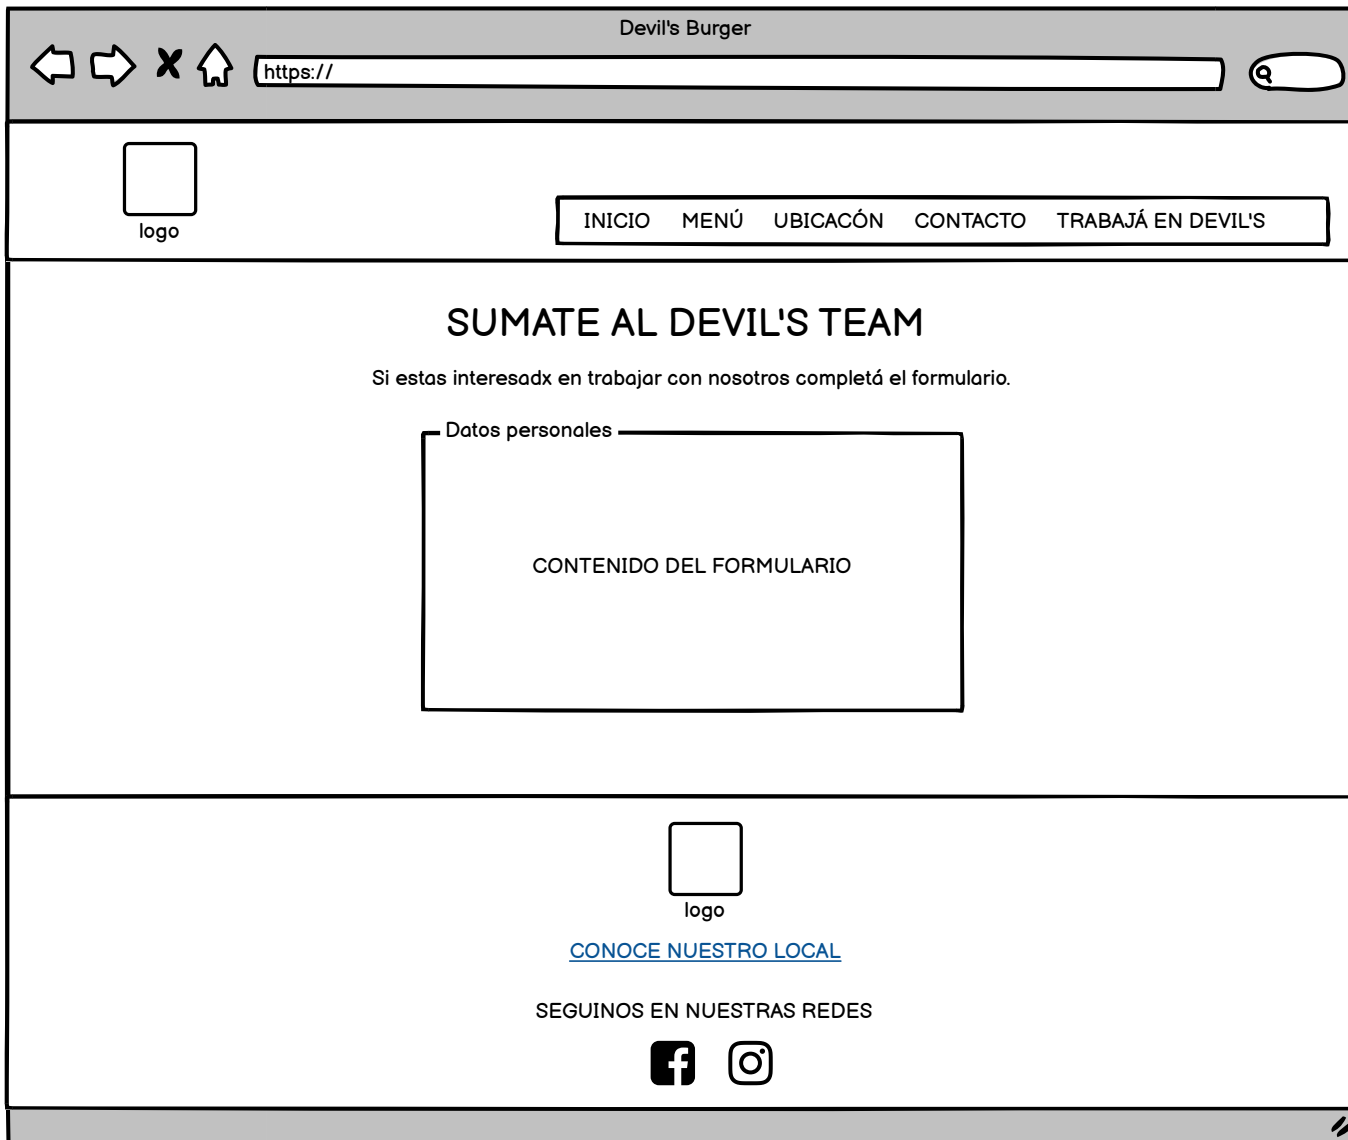 Devil's Burger
https://
logo
INICIO MENÚ UBICACÓN CONTACTO TRABAJÁ EN DEVIL'S
SUMATE AL DEVIL'S TEAM
Si estas interesadx en trabajar con nosotros completá el formulario.
Datos personales
CONTENIDO DEL FORMULARIO
logo
CONOCE NUESTRO LOCAL
SEGUINOS EN NUESTRAS REDES